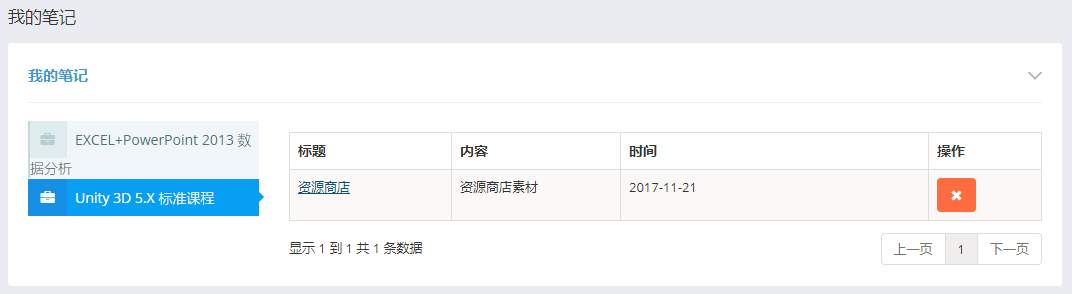 我的笔记
我的笔记
EXCEL+PowerPoint 2013 数
据分析
Unity 3D 5.X 标准课程
标题 内容 时间 操作
资源商店 资源商店素材 2017-11-21
显示 1 到 1 共 1 条数据
上一页 1 下一页